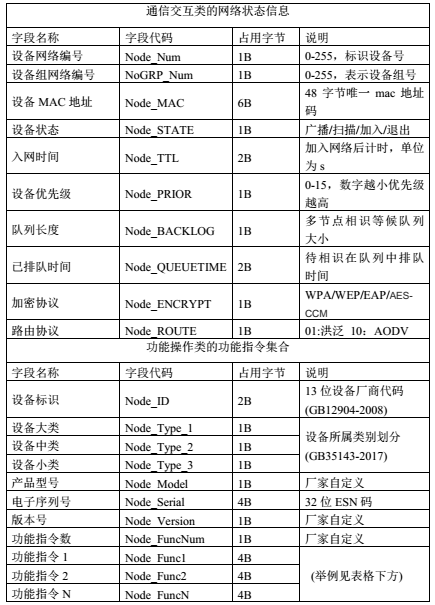 通信交互类的网络状态信息
字段名称 字段代码 占用字节 说明
设备网络编号 Node_Num 1B 0-255，标识设备号
设备组网络编号 NoGRP_Num 1B 0-255，表示设备组号
设备 MAC 地址 Node_MAC 6B 48 字节唯一 mac 地址码
设备状态 Node_STATE 1B 广播/扫描/加入/退出
入网时间 Node_TTL 2B 加入网络后计时，单位为 s
设备优先级 Node_PRIOR 1B 0-15，数字越小优先级越高
队列长度 Node_BACKLOG 1B 多节点相识等候队列大小
已排队时间 Node_QUEUETIME 2B 待相识在队列中排队时间
加密协议 Node_ENCRYPT 1B WPA/WEP/EAP/AES-CCM
路由协议 Node_ROUTE 1B 01:洪泛 10：AODV
功能操作类的功能指令集合
字段名称 字段代码 占用字节 说明
设备标识 Node_ID 2B 13 位设备厂商代码(GB12904-2008)
设备大类 Node_Type_1 1B 设备所属类别划分(GB35143-2017)
设备中类 Node_Type_2 1B
设备小类 Node_Type_3 1B
产品型号 Node_Model 1B 厂家自定义
电子序列号 Node_Serial 4B 32 位 ESN 码
版本号 Node_Version 1B 厂家自定义
功能指令数 Node_FuncNum 1B 厂家自定义
功能指令 1 Node_Func1 4B (举例见表格下方)
功能指令 2 Node_Func2 4B
功能指令 N Node_FuncN 4B